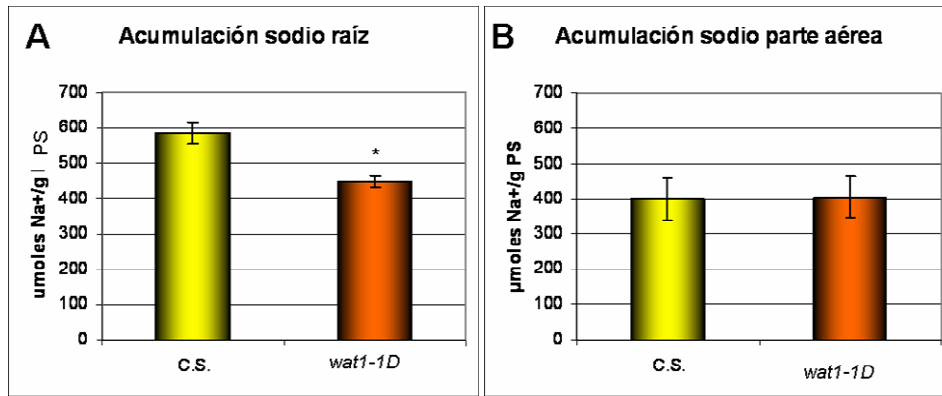 A Acumulación sodio raíz
umoles Na+/g | PS
700
600
500
400
300
200
100
0
*
C.S.
wat1-1D
B Acumulación sodio parte aérea
µmoles Na+/g PS
700
600
500
400
300
200
100
0
C.S.
wat1-1D